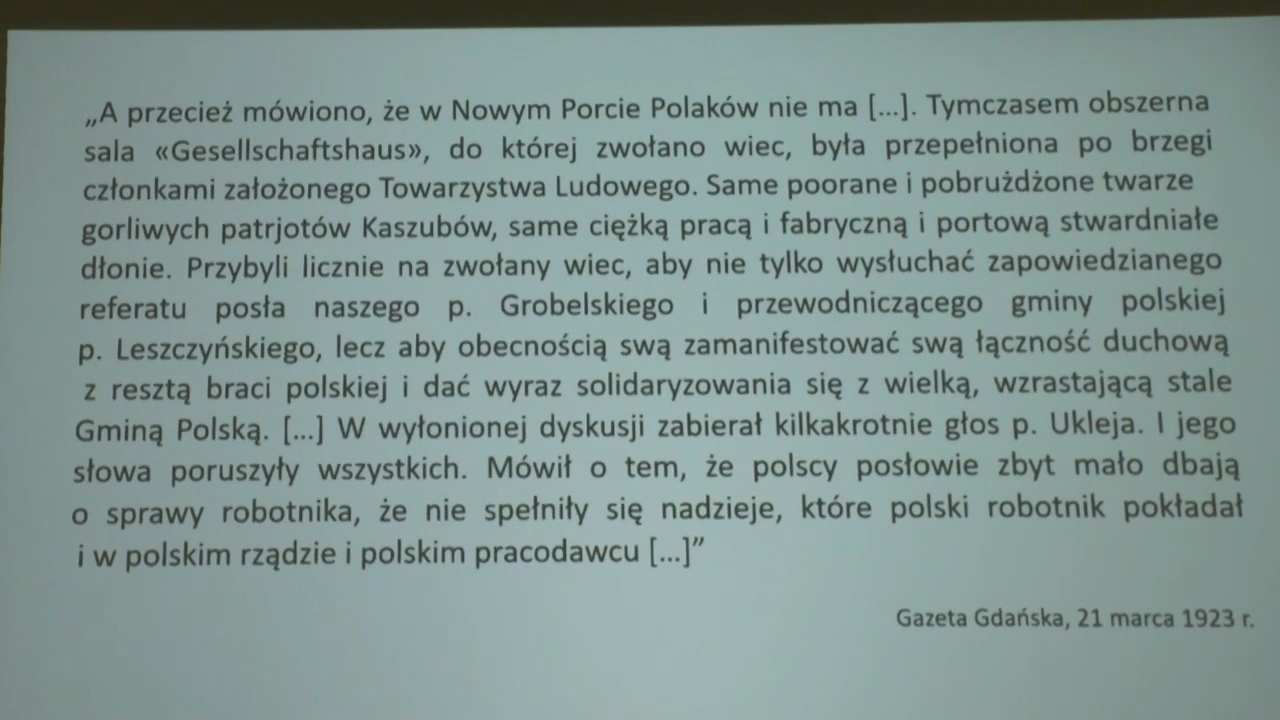 „A przecież mówiono, że w Nowym Porcie Polaków nie ma [...]. Tymczasem obszerna
sala «Gesellschaftshaus», do której zwołano wiec, była przepełniona po brzegi
członkami założonego Towarzystwa Ludowego. Same poorane i pobrużdżone twarze
gorliwych patrjotów Kaszubów, same ciężką pracą i fabryczną i portową stwardniałe
dłonie. Przybyli licznie na zwołany wiec, aby nie tylko wysłuchać zapowiedzianego
referatu posła naszego p. Grobelskiego i przewodniczącego gminy polskiej
p. Leszczyńskiego, lecz aby obecnością swą zamanifestować swą łączność duchową
z resztą braci polskiej i dać wyraz solidaryzowania się z wielką, wzrastającą stale
Gminą Polską. [...] W wyłonionej dyskusji zabierał kilkakrotnie głos p. Ukleja. I jego
słowa poruszyły wszystkich. Mówił o tem, że polscy posłowie zbyt mało dbają
o sprawy robotnika, że nie spełniły się nadzieje, które polski robotnik pokładał
i w polskim rządzie i polskim pracodawcu [...]”
Gazeta Gdańska, 21 marca 1923 r.